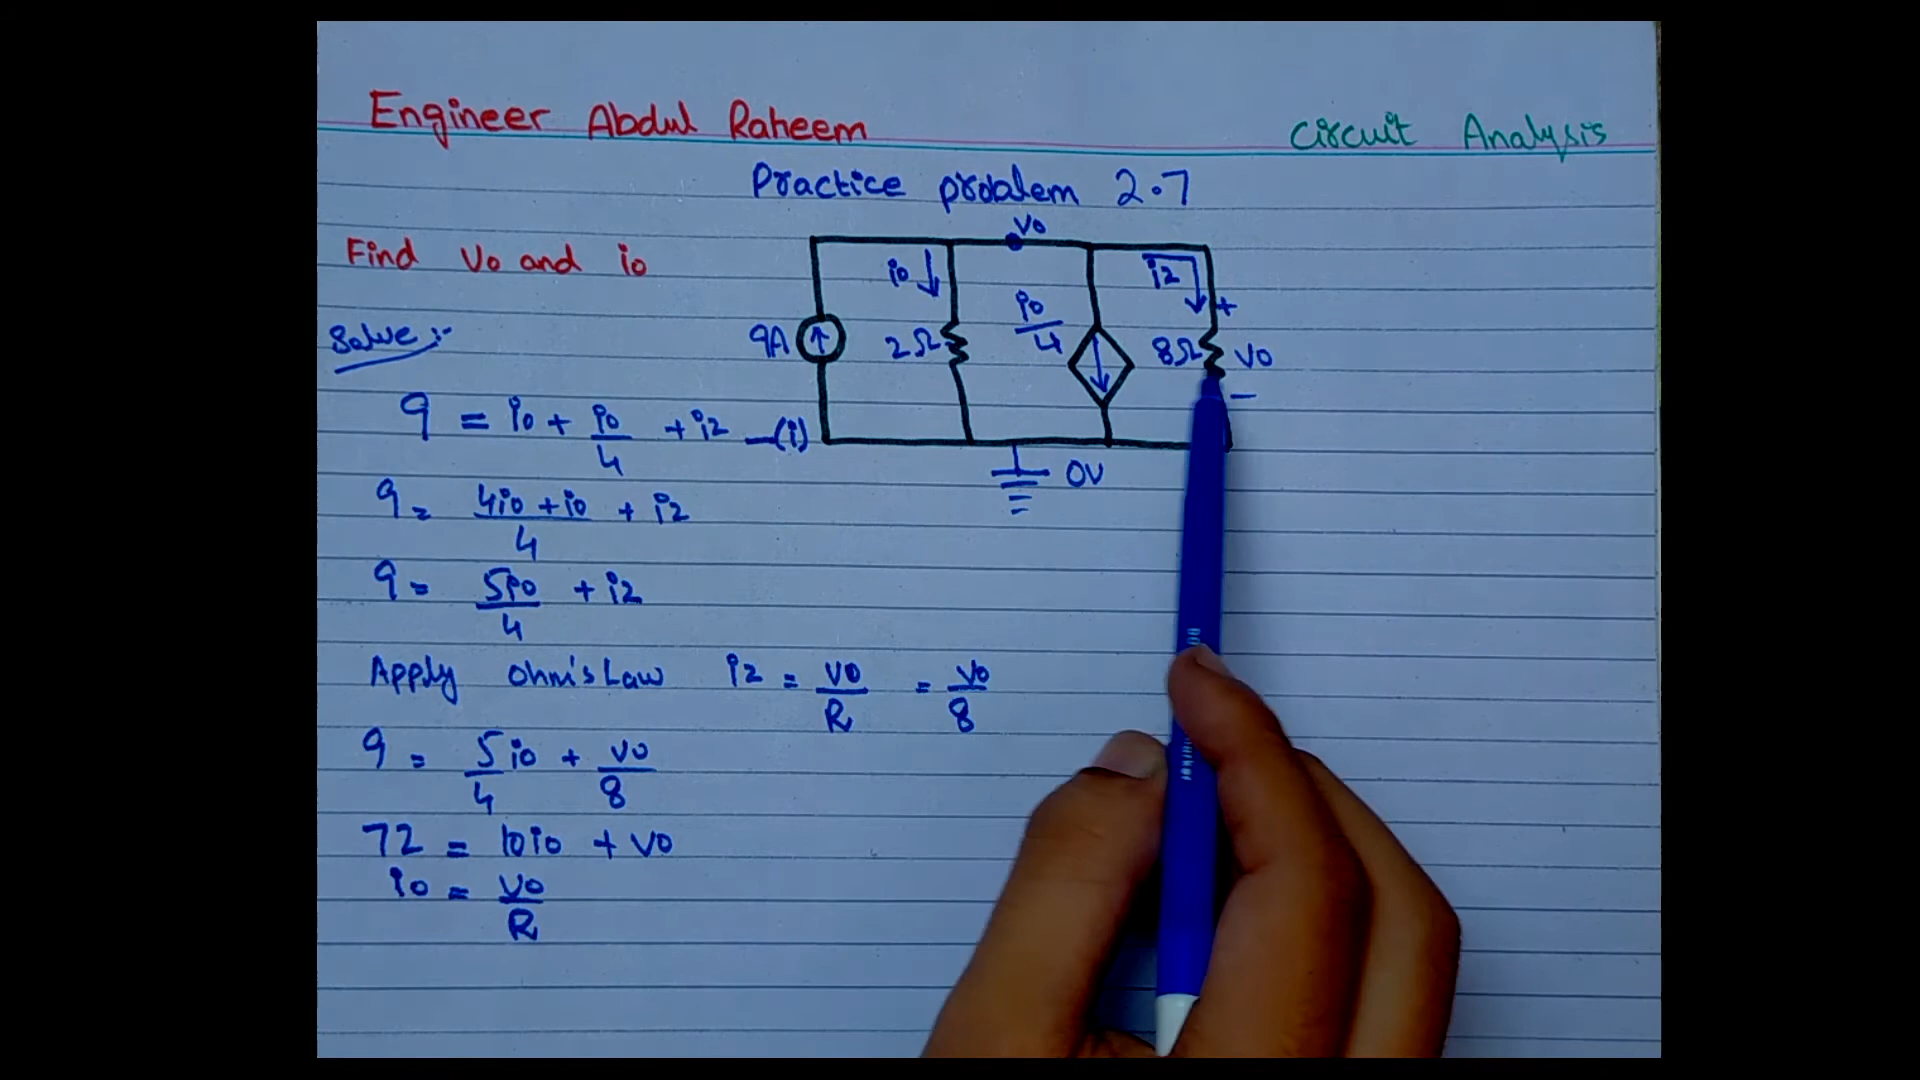 Engineer Abdul Raheem
Circuit Analysis
Practice problem 2.7
Find Vo and io
Solve:-
Vo
io
9A
2Ω
io/4
i2
+
8Ω
Vo
-
0V
9 = io + io/4 + i2 —(i)
9 = 4io + io/4 + i2
9 = 5io/4 + i2
Apply ohm's Law i2 = Vo/R = Vo/8
9 = 5/4 io + Vo/8
72 = 10io + Vo
io = Vo/R